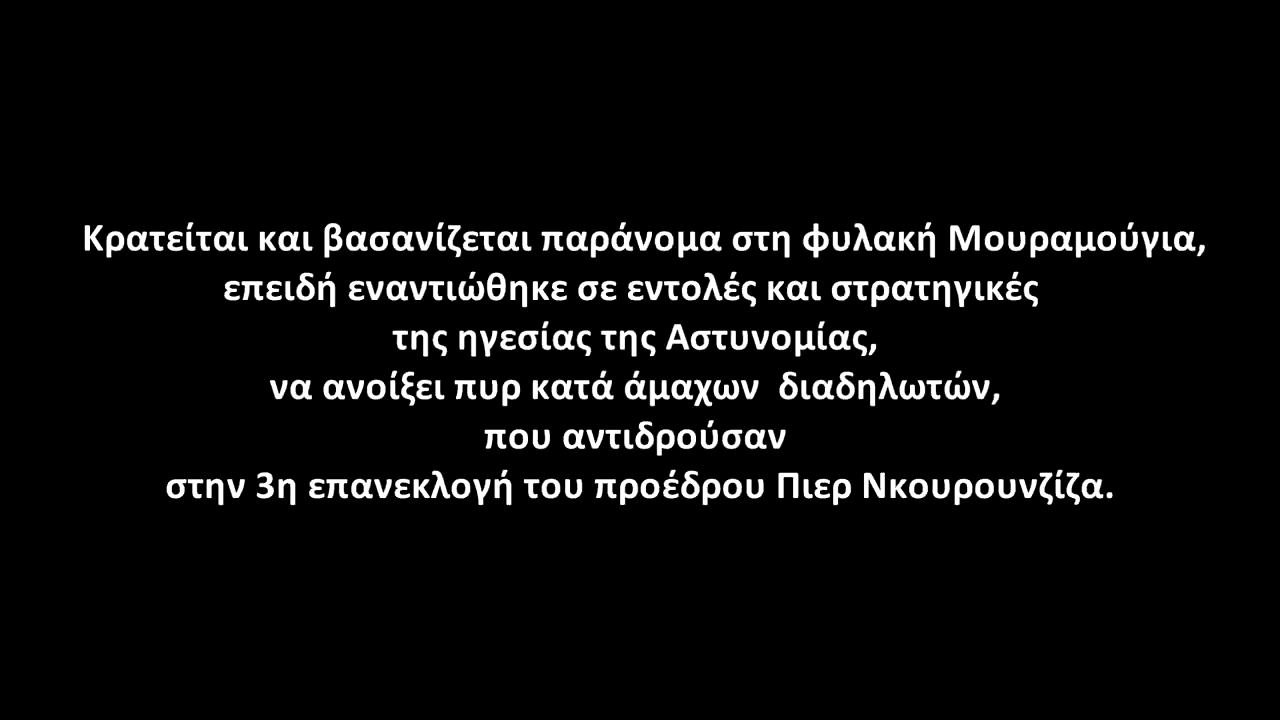 Κρατείται και βασανίζεται παράνομα στη φυλακή Μουραμούγια,
επειδή εναντιώθηκε σε εντολές και στρατηγικές
της ηγεσίας της Αστυνομίας,
να ανοίξει πυρ κατά άμαχων  διαδηλωτών,
που αντιδρούσαν
στην 3η επανεκλογή του προέδρου Πιερ Νκουρουνζίζα.